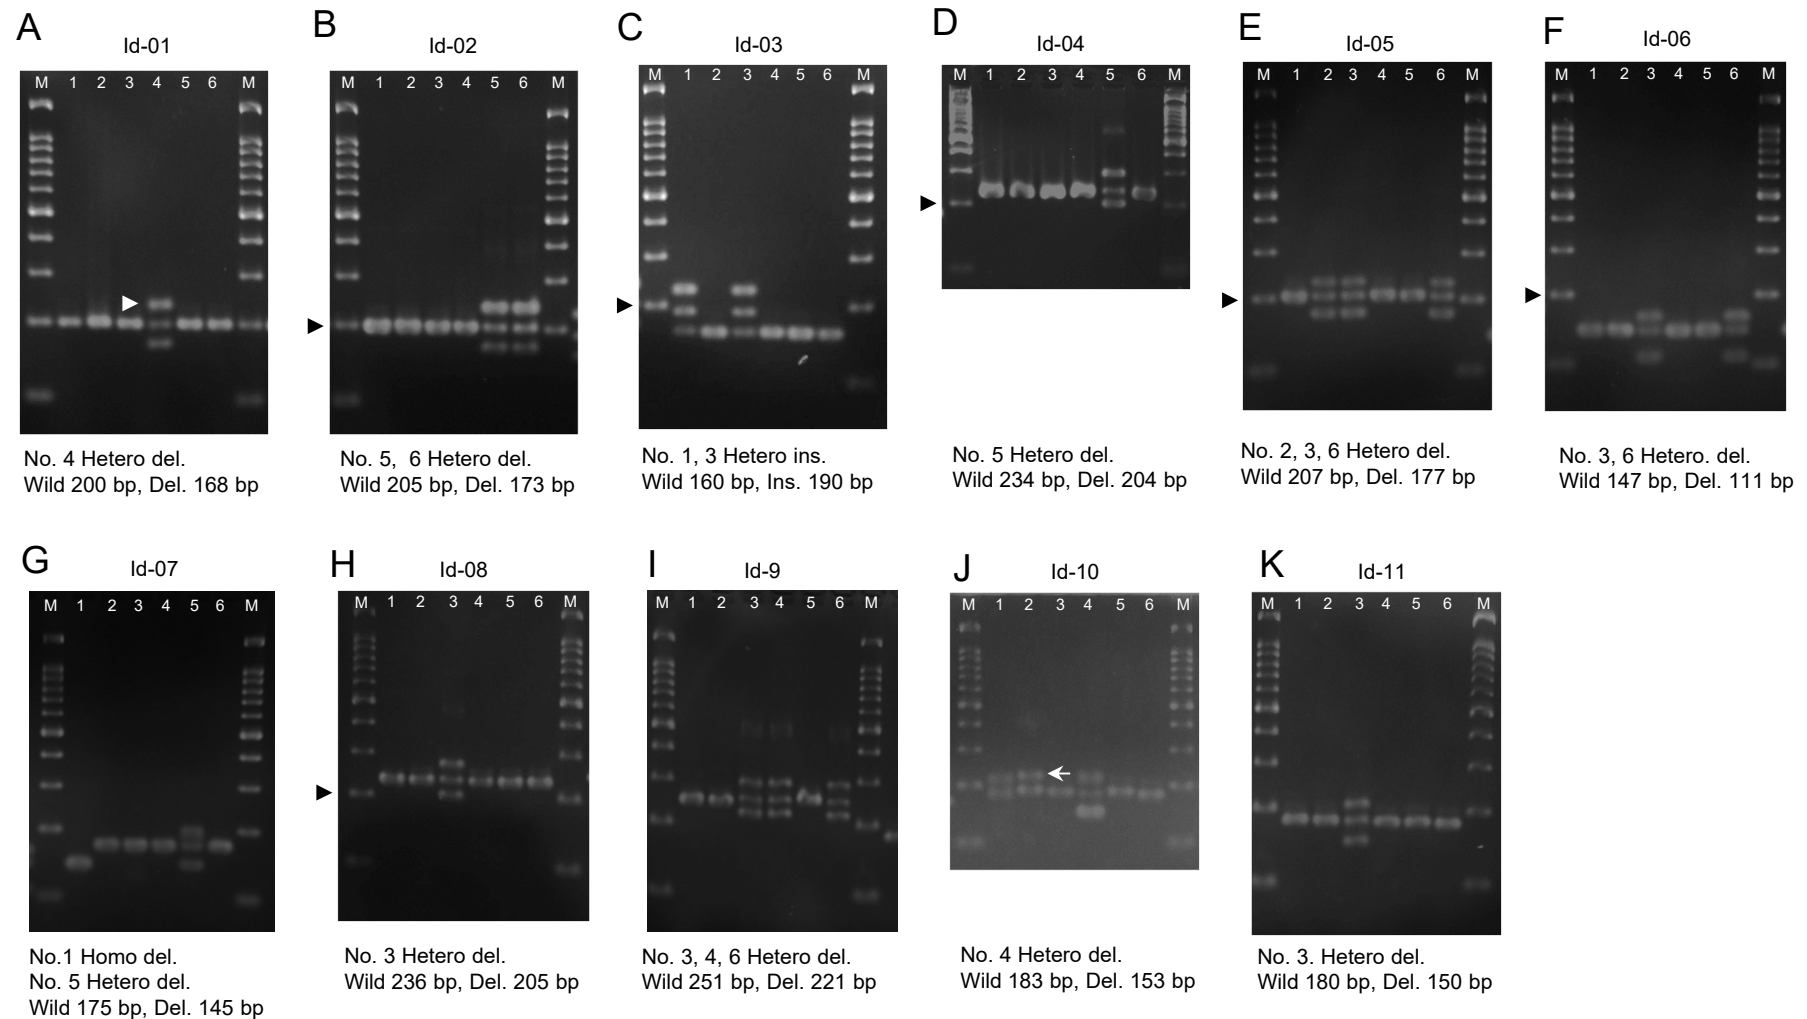 A
Id-01
M 1 2 3 4 5 6 M
No. 4 Hetero del.
Wild 200 bp, Del. 168 bp
B
Id-02
M 1 2 3 4 5 6 M
No. 5, 6 Hetero del.
Wild 205 bp, Del. 173 bp
C
Id-03
M 1 2 3 4 5 6 M
No. 1, 3 Hetero ins.
Wild 160 bp, Ins. 190 bp
D
Id-04
M 1 2 3 4 5 6 M
No. 5 Hetero del.
Wild 234 bp, Del. 204 bp
E
Id-05
M 1 2 3 4 5 6 M
No. 2, 3, 6 Hetero del.
Wild 207 bp, Del. 177 bp
F
Id-06
M 1 2 3 4 5 6 M
No. 3, 6 Hetero. del.
Wild 147 bp, Del. 111 bp
G
Id-07
M 1 2 3 4 5 6 M
No.1 Homo del.
No. 5 Hetero del.
Wild 175 bp, Del. 145 bp
H
Id-08
M 1 2 3 4 5 6 M
No. 3 Hetero del.
Wild 236 bp, Del. 205 bp
I
Id-9
M 1 2 3 4 5 6 M
No. 3, 4, 6 Hetero del.
Wild 251 bp, Del. 221 bp
J
Id-10
M 1 2 3 4 5 6 M
No. 4 Hetero del.
Wild 183 bp, Del. 153 bp
K
Id-11
M 1 2 3 4 5 6 M
No. 3. Hetero del.
Wild 180 bp, Del. 150 bp